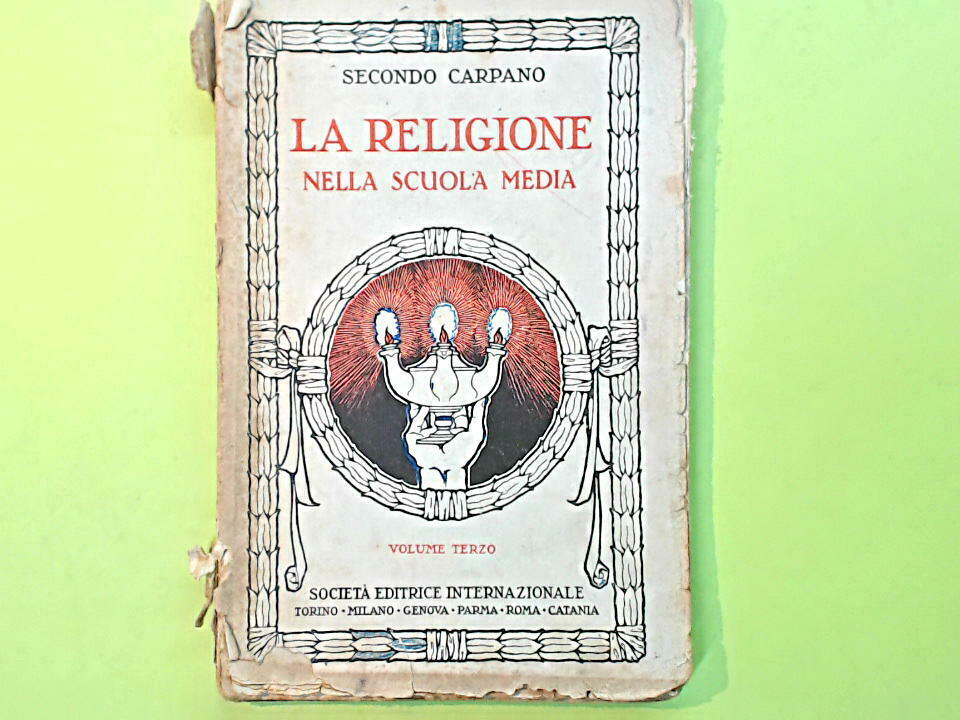 SECONDO CARPANO
LA RELIGIONE
NELLA SCUOLA MEDIA
VOLUME TERZO
SOCIETÀ EDITRICE INTERNAZIONALE
TORINO • MILANO • GENOVA • PARMA • ROMA • CATANIA